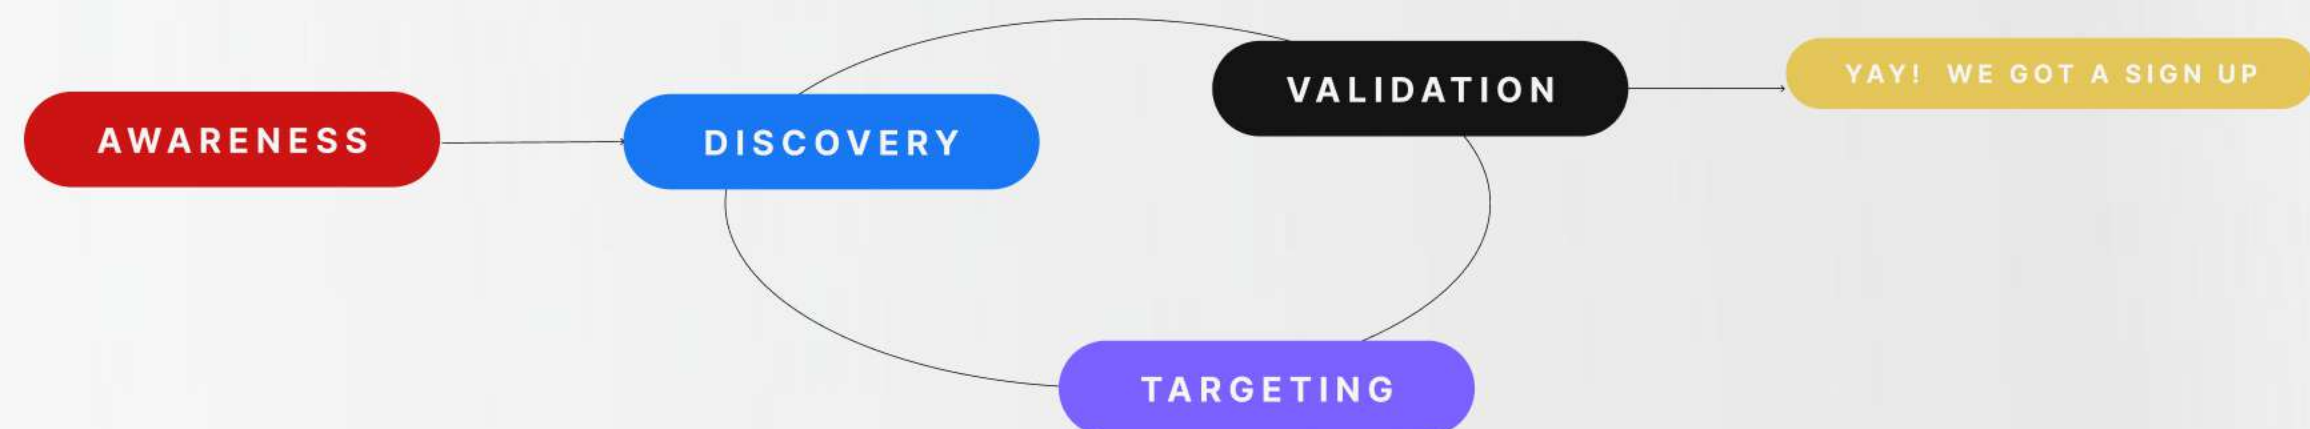 AWARENESS
DISCOVERY
VALIDATION
YAY! WE GOT A SIGN UP
TARGETING